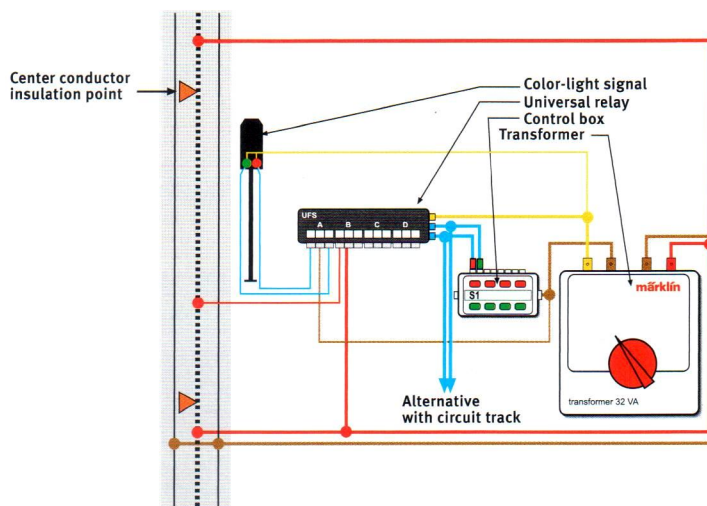 Center conductor
insulation point
Color-light signal
Universal relay
Control box
Transformer
UFS
A B C D
S1
märklin
transformer 32 VA
Alternative
with circuit track